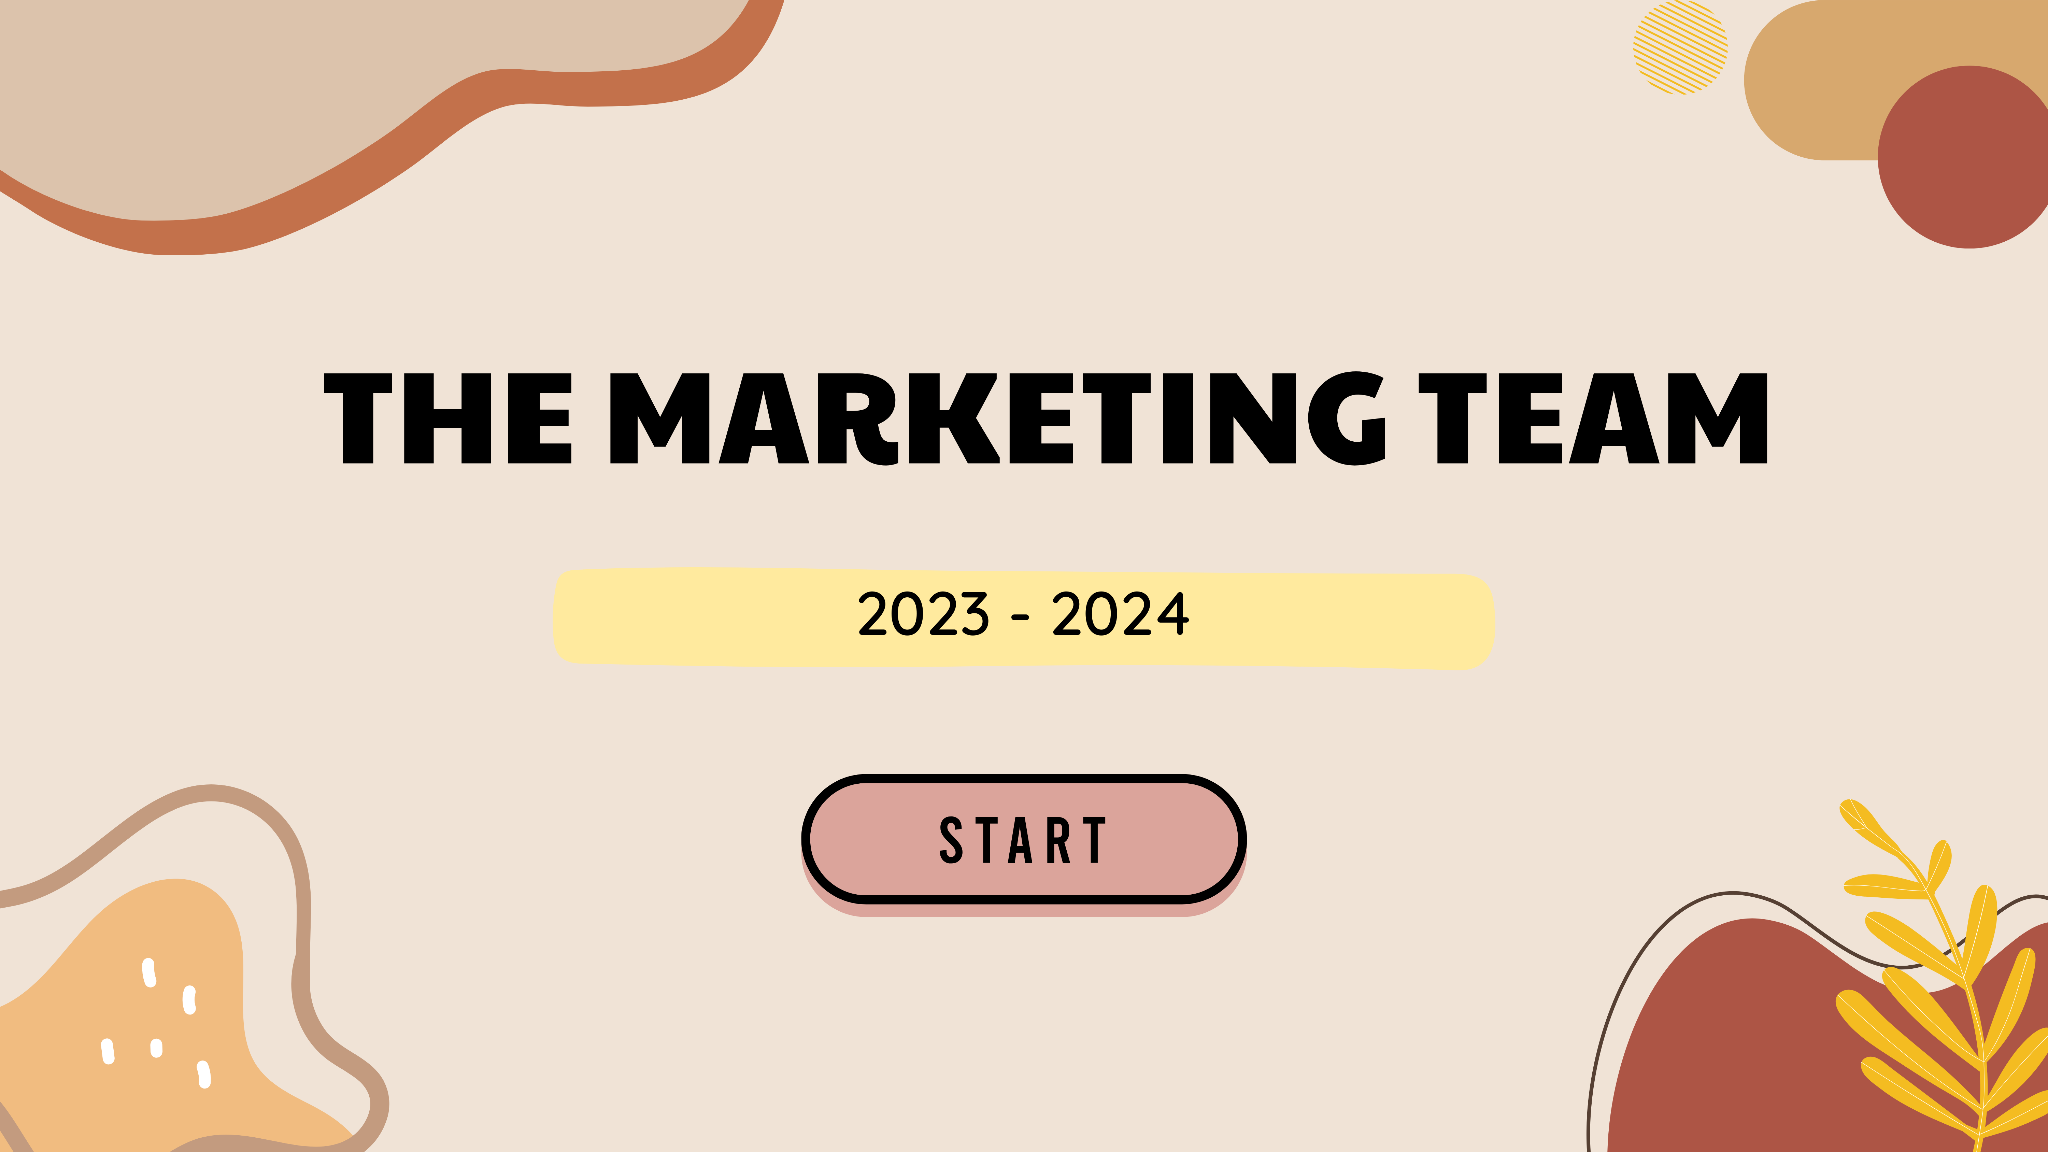 THE MARKETING TEAM
2023 - 2024
START